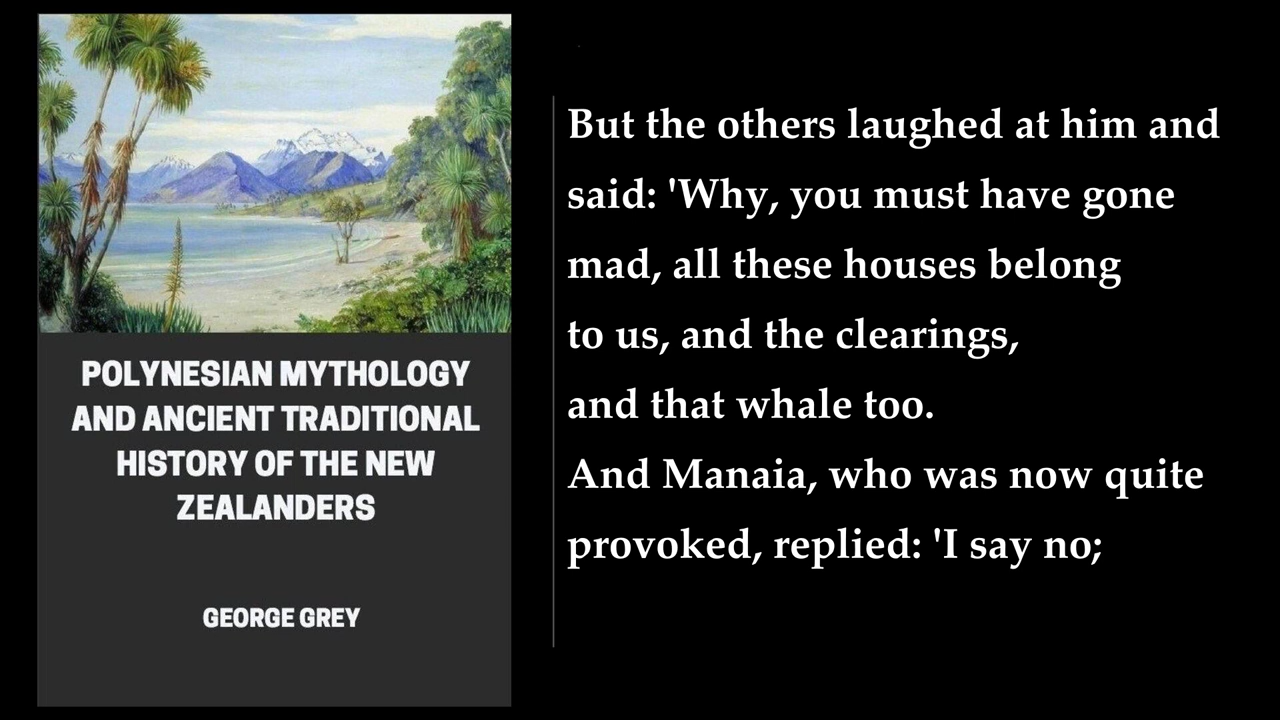 POLYNESIAN MYTHOLOGY
AND ANCIENT TRADITIONAL
HISTORY OF THE NEW
ZEALANDERS
GEORGE GREY
But the others laughed at him and
said: 'Why, you must have gone
mad, all these houses belong
to us, and the clearings,
and that whale too.
And Manaia, who was now quite
provoked, replied: 'I say no;